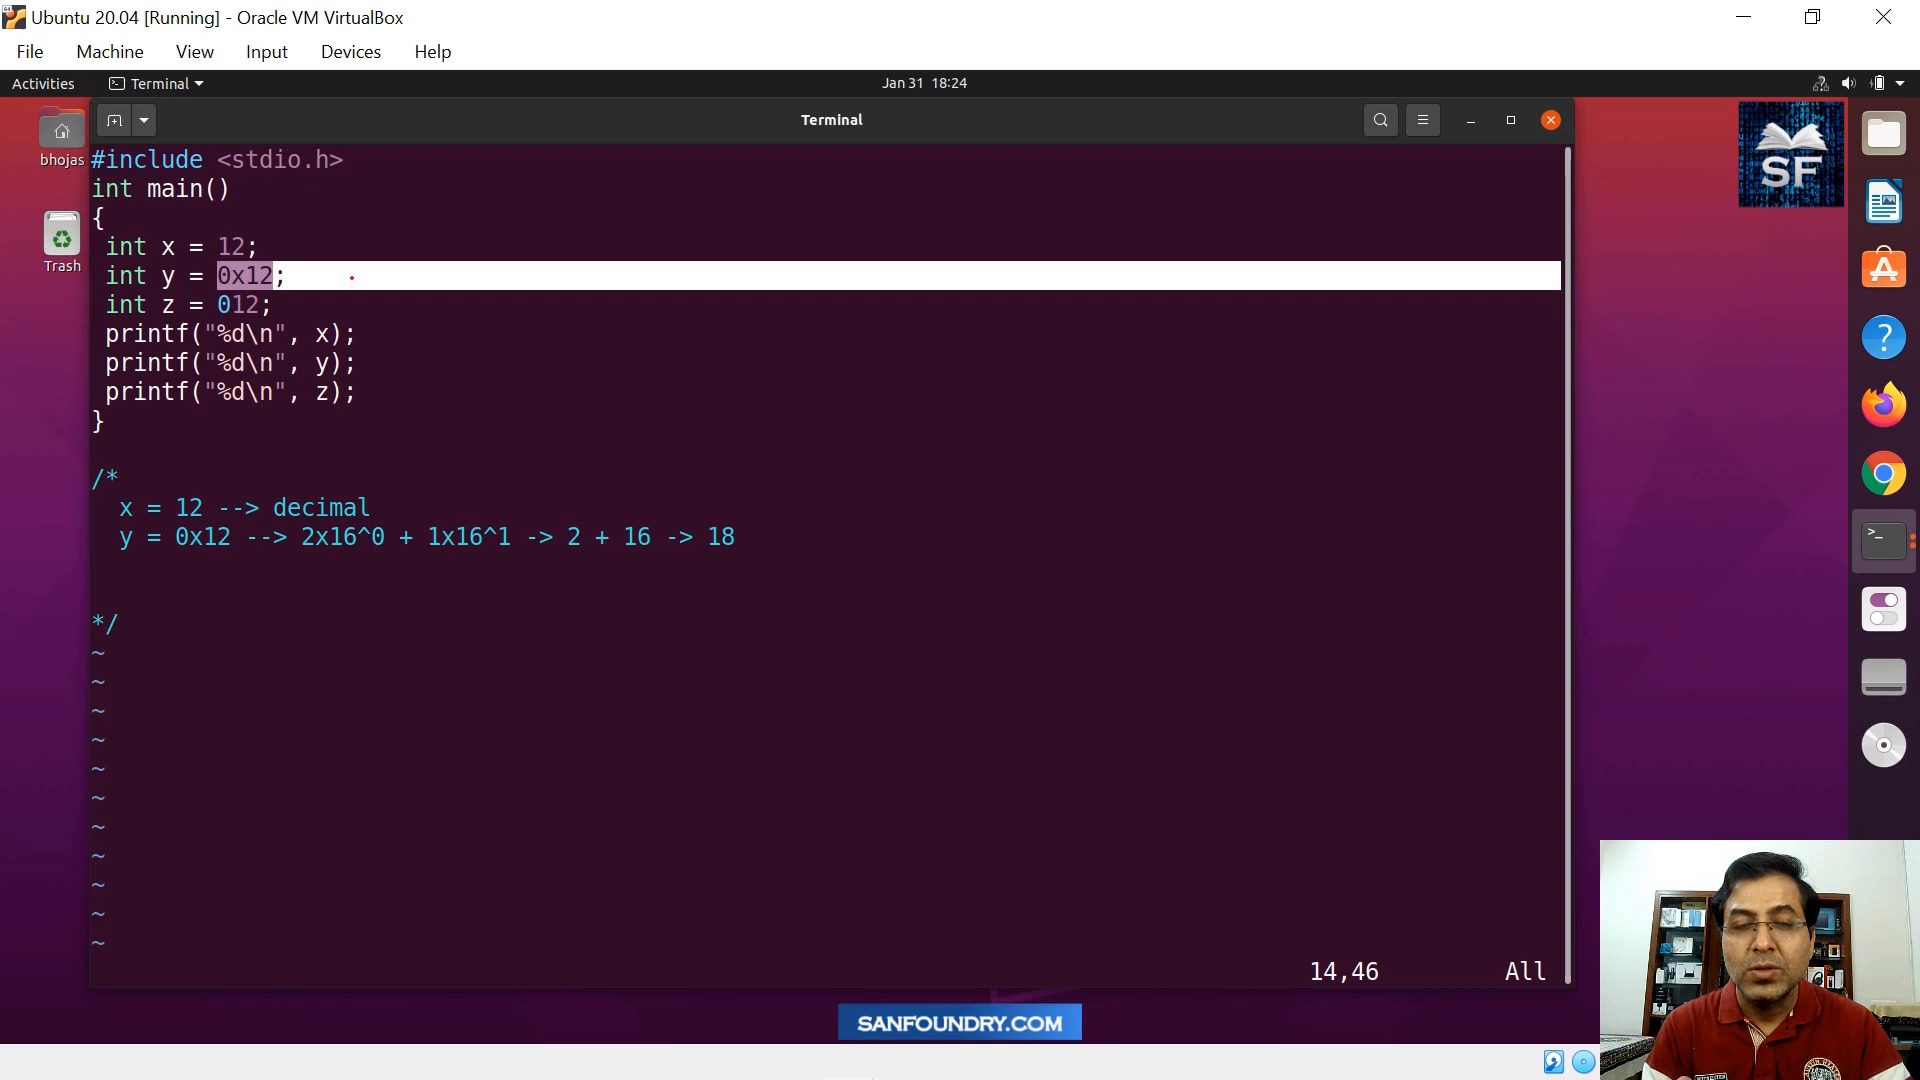 Ubuntu 20.04 [Running] - Oracle VM VirtualBox
File Machine View Input Devices Help
Activities Terminal Jan 31 18:24
Terminal
bhojas
Trash
SF
#include <stdio.h>
int main()
{
int x = 12;
int y = 0x12;
int z = 012;
printf("%d\n", x);
printf("%d\n", y);
printf("%d\n", z);
}
/*
x = 12 --> decimal
y = 0x12 --> 2x16^0 + 1x16^1 -> 2 + 16 -> 18
*/
~
~
~
~
~
~
~
~
~
~
~
14,46 All
SANFOUNDRY.COM